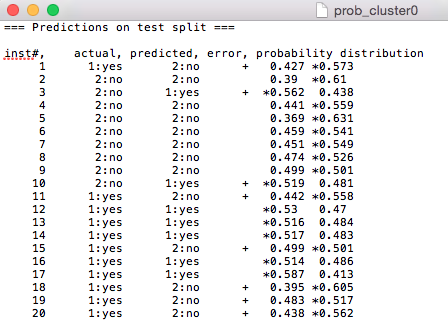 prob_cluster0
=== Predictions on test split ===
inst#,    actual, predicted, error, probability distribution
     1      1:yes       2:no      +   0.427 *0.573
     2       2:no       2:no          0.39  *0.61
     3       2:no      1:yes      +  *0.562  0.438
     4       2:no       2:no          0.441 *0.559
     5       2:no       2:no          0.369 *0.631
     6       2:no       2:no          0.459 *0.541
     7       2:no       2:no          0.451 *0.549
     8       2:no       2:no          0.474 *0.526
     9       2:no       2:no          0.499 *0.501
    10       2:no      1:yes      +  *0.519  0.481
    11      1:yes       2:no      +   0.442 *0.558
    12      1:yes      1:yes         *0.53   0.47
    13      1:yes      1:yes         *0.516  0.484
    14      1:yes      1:yes         *0.517  0.483
    15      1:yes       2:no      +   0.499 *0.501
    16      1:yes      1:yes         *0.514  0.486
    17      1:yes      1:yes         *0.587  0.413
    18      1:yes       2:no      +   0.395 *0.605
    19      1:yes       2:no      +   0.483 *0.517
    20      1:yes       2:no      +   0.438 *0.562